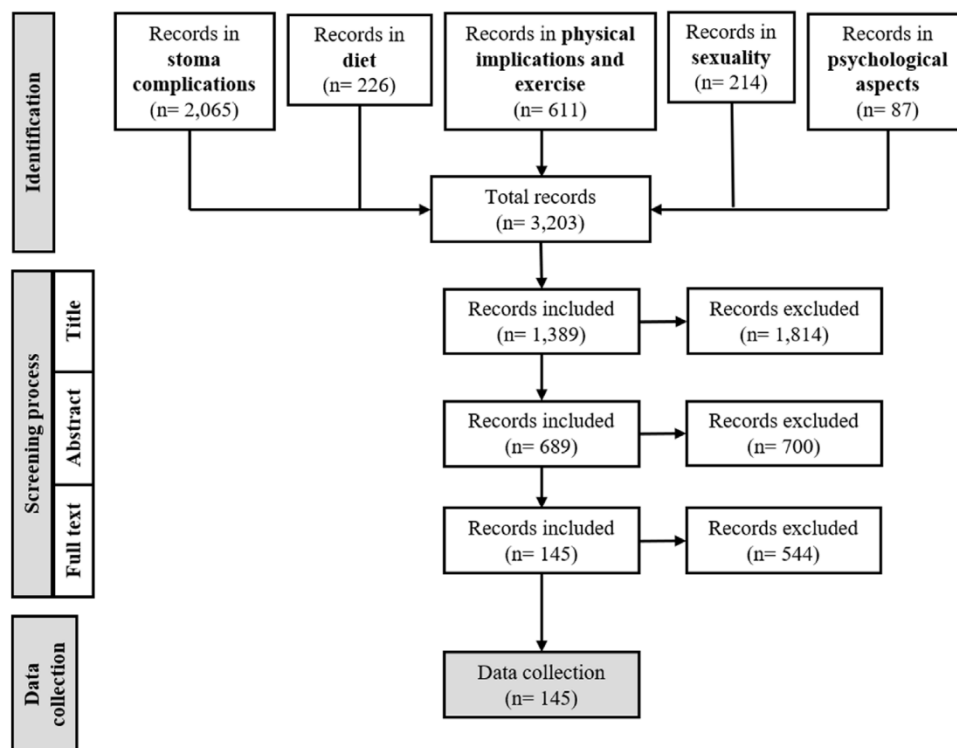 Identification
Records in
stoma
complications
(n= 2,065)
Records in
diet
(n= 226)
Records in physical
implications and
exercise
(n= 611)
Records in
sexuality
(n= 214)
Records in
psychological
aspects
(n= 87)
Total records
(n= 3,203)
Screening process
Title
Records included
(n= 1,389)
Records excluded
(n= 1,814)
Abstract
Records included
(n= 689)
Records excluded
(n= 700)
Full text
Records included
(n= 145)
Records excluded
(n= 544)
Data
collection
Data collection
(n= 145)